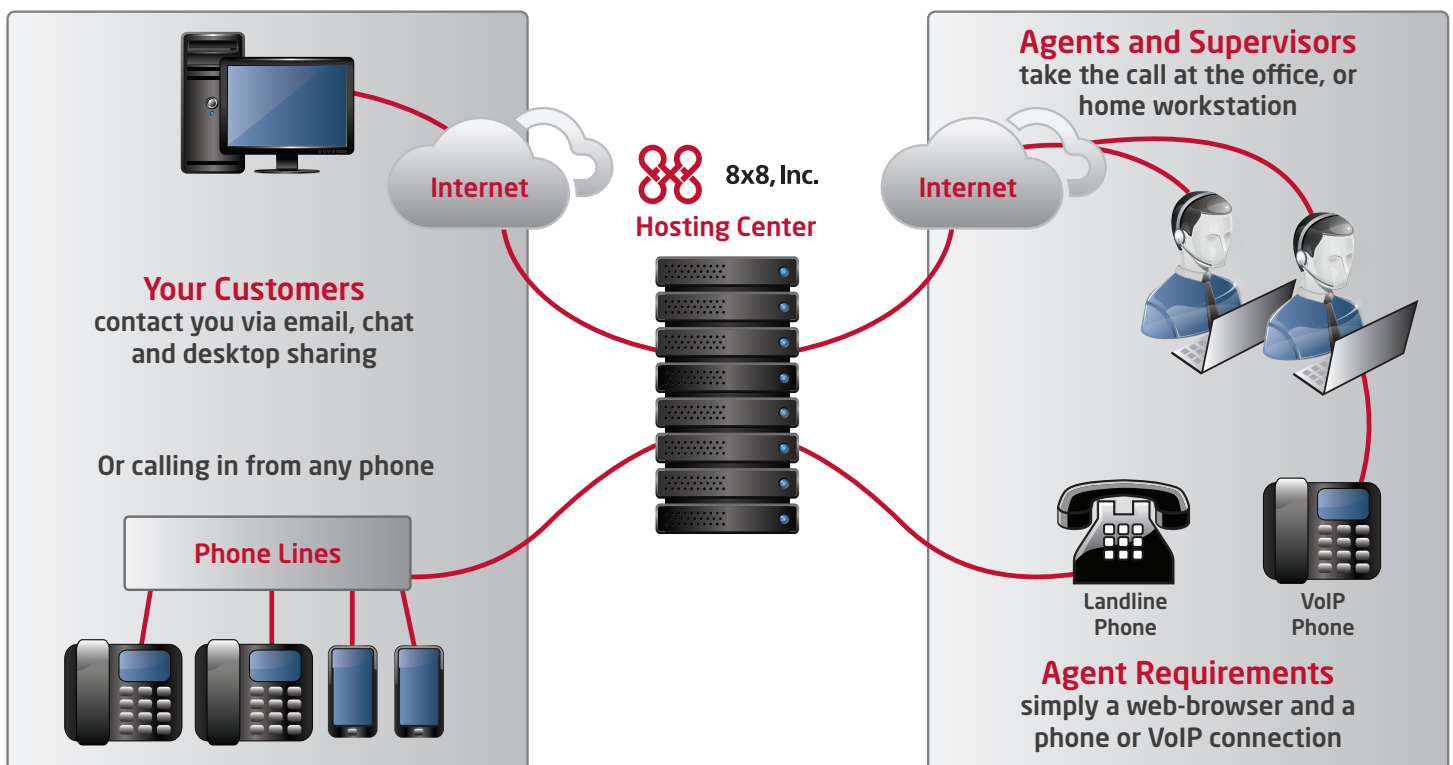 Internet
Your Customers
contact you via email, chat
and desktop sharing
Or calling in from any phone
Phone Lines
8x8, Inc.
Hosting Center
Agents and Supervisors
take the call at the office, or
home workstation
Internet
Landline
Phone
VoIP
Phone
Agent Requirements
simply a web-browser and a
phone or VoIP connection